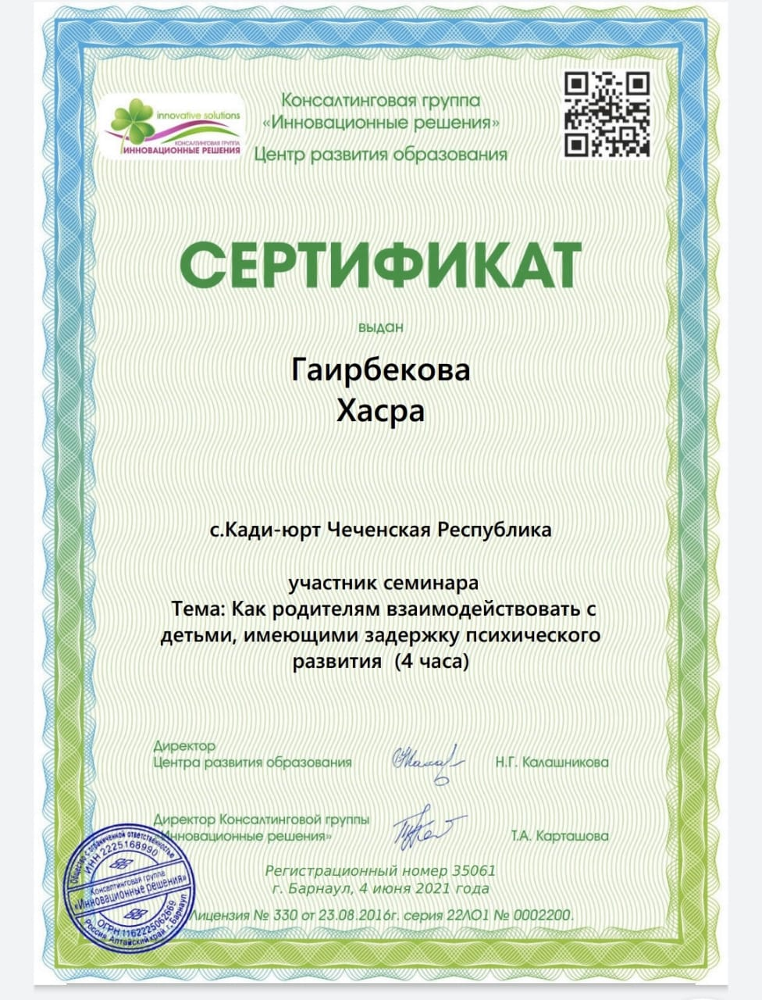 innovative solutions
КОНСАЛТИНГОВАЯ ГРУППА
ИННОВАЦИОННЫЕ РЕШЕНИЯ
Консалтинговая группа
«Инновационные решения»
Центр развития образования
СЕРТИФИКАТ
выдан
Гаирбекова
Хасра
с.Кади-юрт Чеченская Республика
участник семинара
Тема: Как родителям взаимодействовать с
детьми, имеющими задержку психического
развития (4 часа)
Директор
Центра развития образования
Н.Г. Калашникова
Директор Консалтинговой группы
«Инновационные решения»
Т.А. Карташова
Регистрационный номер 35061
г. Барнаул, 4 июня 2021 года
Лицензия № 330 от 23.08.2016г. серия 22ЛО1 № 0002200.
Общество с ограниченной ответственностью
ИНН 2225168990
Консалтинговая группа
«Инновационные решения»
ОГРН 1162225062669
Россия Алтайский край г. Барнаул